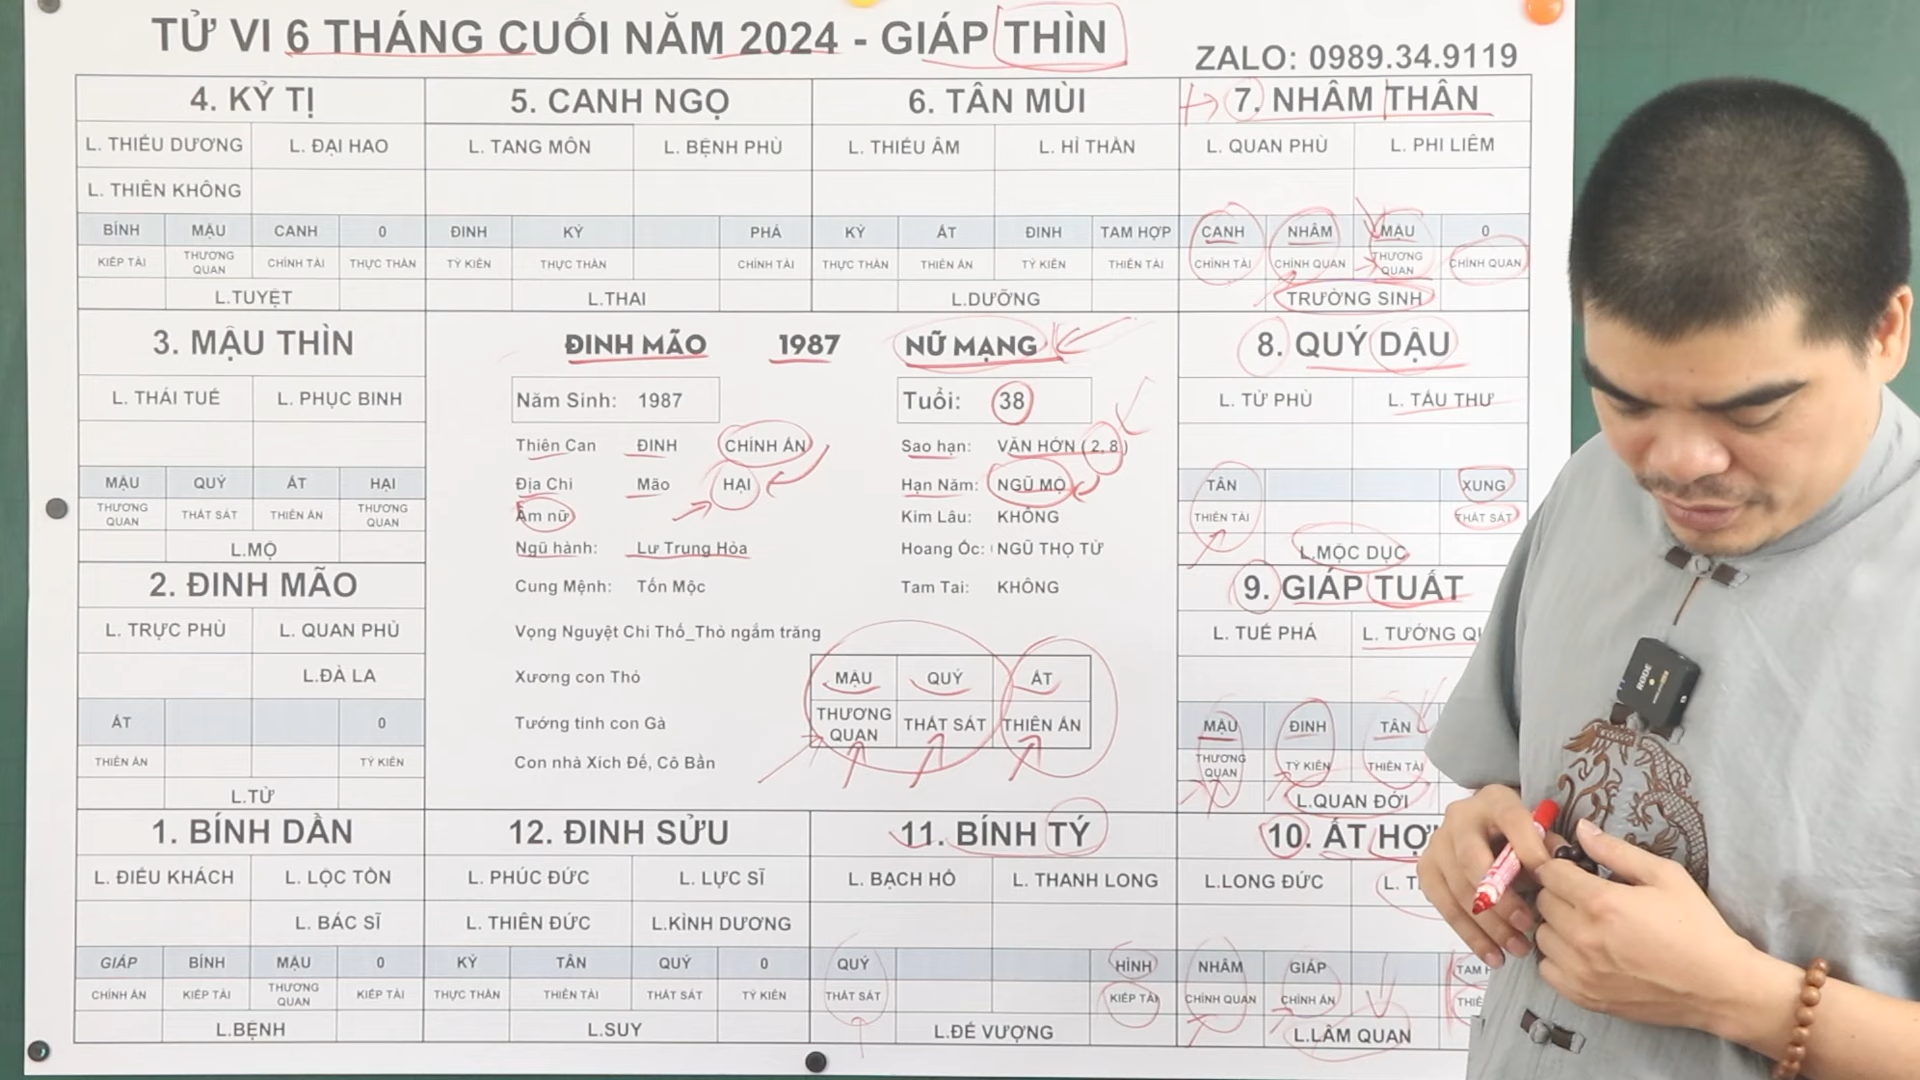 TỬ VI 6 THÁNG CUỐI NĂM 2024 - GIÁP THÌN
ZALO: 0989.34.9119
4. KỶ TỊ
L. THIẾU DƯƠNG L. ĐẠI HAO
L. THIÊN KHÔNG
BÍNH MẬU CANH 0
KIẾP TÀI THƯƠNG QUAN CHÍNH TÀI THỰC THẦN
L.TUYỆT
5. CANH NGỌ
L. TANG MÔN L. BỆNH PHÙ
ĐINH KỶ PHÁ
TỶ KIÊN THỰC THẦN CHÍNH TÀI
L.THAI
6. TÂN MÙI
L. THIẾU ÂM L. HỈ THẦN
KỶ ẤT ĐINH TAM HỢP
THỰC THẦN THIÊN ẤN TỶ KIÊN THIÊN TÀI
L.DƯỠNG
7. NHÂM THÂN
L. QUAN PHÙ L. PHI LIÊM
CANH NHÂM MẬU 0
CHÍNH TÀI CHÍNH QUAN THƯƠNG QUAN CHÍNH QUAN
TRƯỜNG SINH
3. MẬU THÌN
L. THÁI TUẾ L. PHỤC BINH
MẬU QUÝ ẤT HẠI
THƯƠNG QUAN THẤT SÁT THIÊN ẤN THƯƠNG QUAN
L.MỘ
ĐINH MÃO 1987 NỮ MẠNG
Năm Sinh: 1987 Tuổi: 38
Thiên Can ĐINH CHÍNH ẤN Sao hạn: VÂN HỚN ( 2, 8 )
Địa Chi Mão HẠI Hạn Năm: NGŨ MỘ
Âm nữ Kim Lâu: KHÔNG
Ngũ hành: Lư Trung Hỏa Hoang Ốc: NGŨ THỌ TỬ
Cung Mệnh: Tốn Mộc Tam Tai: KHÔNG
Vọng Nguyệt Chi Thố_Thỏ ngắm trăng
Xương con Thỏ
Tướng tinh con Gà
Con nhà Xích Đế, Cô Bần
MẬU QUÝ ẤT
THƯƠNG QUAN THẤT SÁT THIÊN ẤN
8. QUÝ DẬU
L. TỬ PHÙ L. TẤU THƯ
TÂN XUNG
THIÊN TÀI THẤT SÁT
L.MỘC DỤC
2. ĐINH MÃO
L. TRỰC PHÙ L. QUAN PHỦ
L.ĐÀ LA
ẤT 0
THIÊN ẤN TỶ KIÊN
L.TỬ
9. GIÁP TUẤT
L. TUẾ PHÁ L. TƯỚNG
MẬU ĐINH TÂN
THƯƠNG QUAN TỶ KIÊN THIÊN TÀI
L.QUAN ĐỚI
1. BÍNH DẦN
L. ĐIẾU KHÁCH L. LỘC TỒN
L. BÁC SĨ
GIÁP BÍNH MẬU 0
CHÍNH ẤN KIẾP TÀI THƯƠNG QUAN KIẾP TÀI
L.BỆNH
12. ĐINH SỬU
L. PHÚC ĐỨC L. LỰC SĨ
L. THIÊN ĐỨC L.KÌNH DƯƠNG
KỶ TÂN QUÝ 0
THỰC THẦN THIÊN TÀI THẤT SÁT TỶ KIÊN
L.SUY
11. BÍNH TÝ
L. BẠCH HỔ L. THANH LONG
QUÝ HÌNH
THẤT SÁT KIẾP TÀI
L.ĐẾ VƯỢNG
10. ẤT HỢ
L.LONG ĐỨC L.
NHÂM GIÁP TAM
CHÍNH QUAN CHÍNH ẤN
L.LÂM QUAN
RØDE